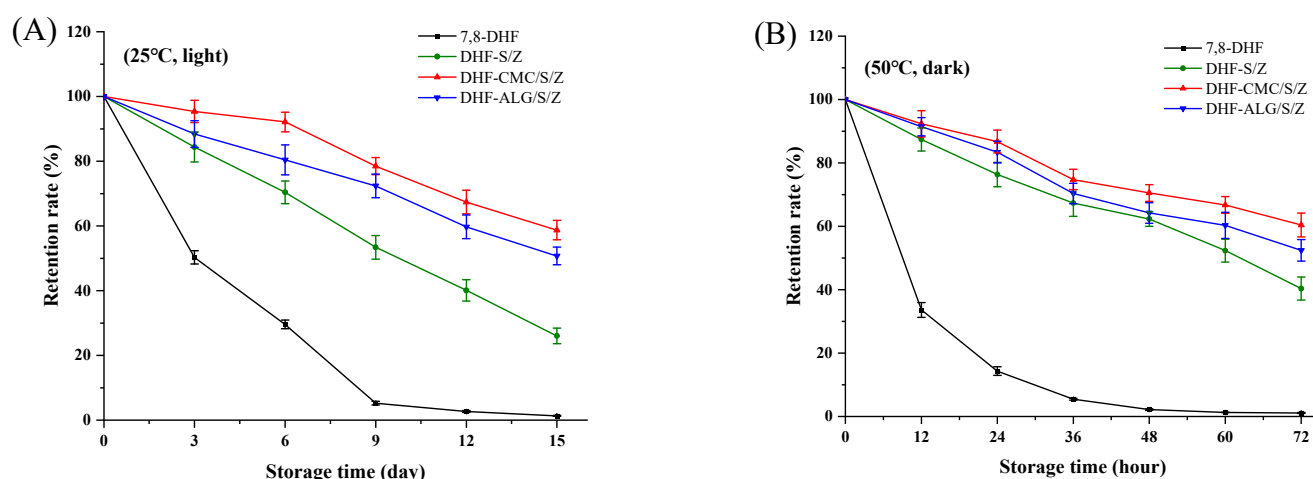 (A)
(25℃, light)
7,8-DHF
DHF-S/Z
DHF-CMC/S/Z
DHF-ALG/S/Z
Retention rate (%)
120
100
80
60
40
20
0
0 3 6 9 12 15
Storage time (day)
(B)
(50℃, dark)
7,8-DHF
DHF-S/Z
DHF-CMC/S/Z
DHF-ALG/S/Z
Retention rate (%)
120
100
80
60
40
20
0
0 12 24 36 48 60 72
Storage time (hour)